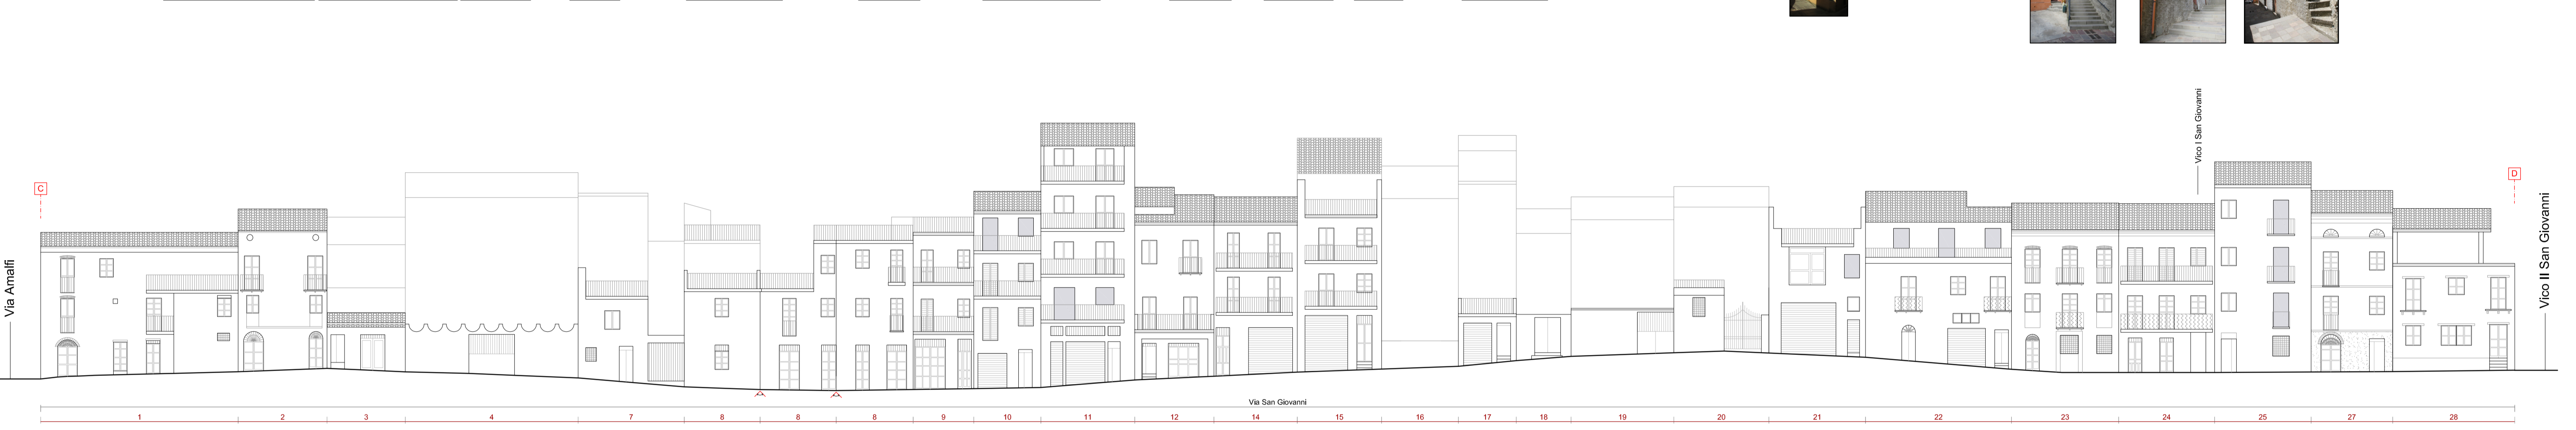 Vico I San Giovanni
C
D
Via Amalfi
Vico II San Giovanni
Via San Giovanni
1 2 3 4 7 8 8 8 9 10 11 12 14 15 16 17 18 19 20 21 22 23 24 25 27 28